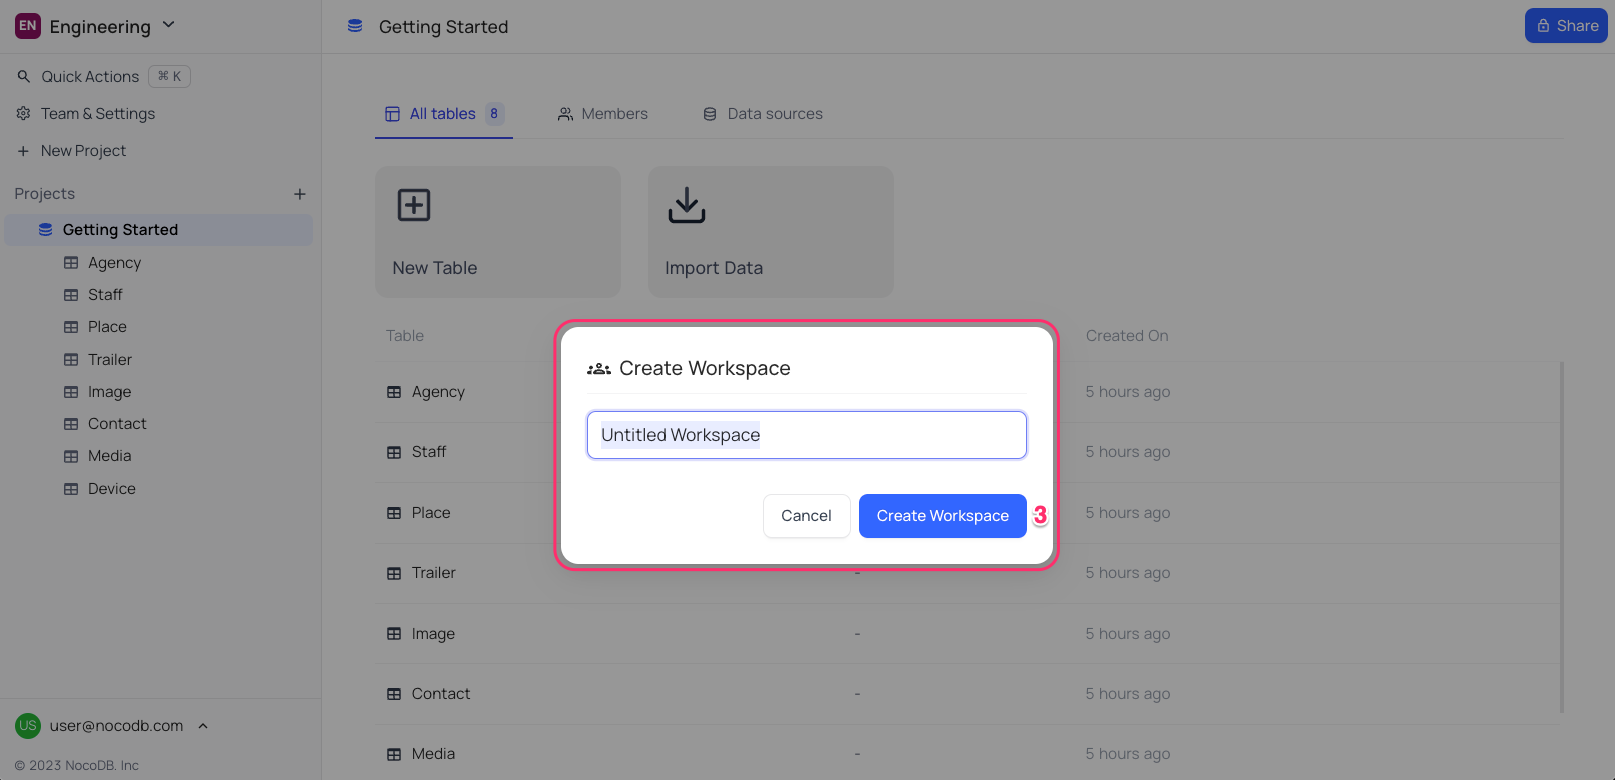 EN Engineering
Getting Started
Share
Quick Actions ⌘ K
Team & Settings
New Project
Projects
Getting Started
Agency
Staff
Place
Trailer
Image
Contact
Media
Device
user@nocodb.com
US
© 2023 NocoDB. Inc
All tables 8
Members
Data sources
New Table
Import Data
Table
Created On
Agency
5 hours ago
Staff
5 hours ago
Place
5 hours ago
Trailer - 5 hours ago
Image - 5 hours ago
Contact - 5 hours ago
Media - 5 hours ago
Create Workspace
Untitled Workspace
Cancel
Create Workspace
3